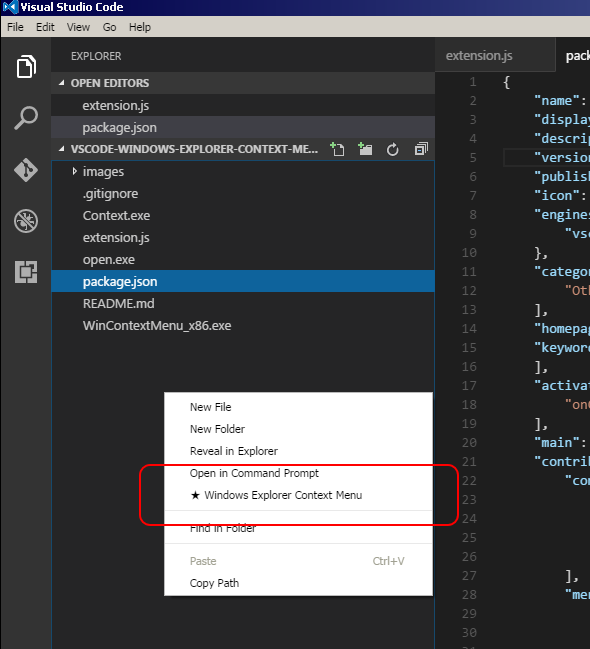 Visual Studio Code
File Edit View Go Help
EXPLORER
OPEN EDITORS
extension.js
package.json
VSCODE-WINDOWS-EXPLORER-CONTEXT-ME...
images
.gitignore
Context.exe
extension.js
open.exe
package.json
README.md
WinContextMenu_x86.exe
New File
New Folder
Reveal in Explorer
Open in Command Prompt
★ Windows Explorer Context Menu
Find in Folder
Paste Ctrl+V
Copy Path
extension.js pac
1 {
2 "name":
3 "display
4 "descrip
5 "version
6 "publish
7 "icon":
8 "engines
9 "vsc
10 },
11 "categor
12 "Oth
13 ],
14 "homepag
15 "keyword
16 ],
17 "activat
18 "onC
19 ],
20 "main":
21 "contrib
22 "com
23
24
25
26
27 ],
28 "men
29
30